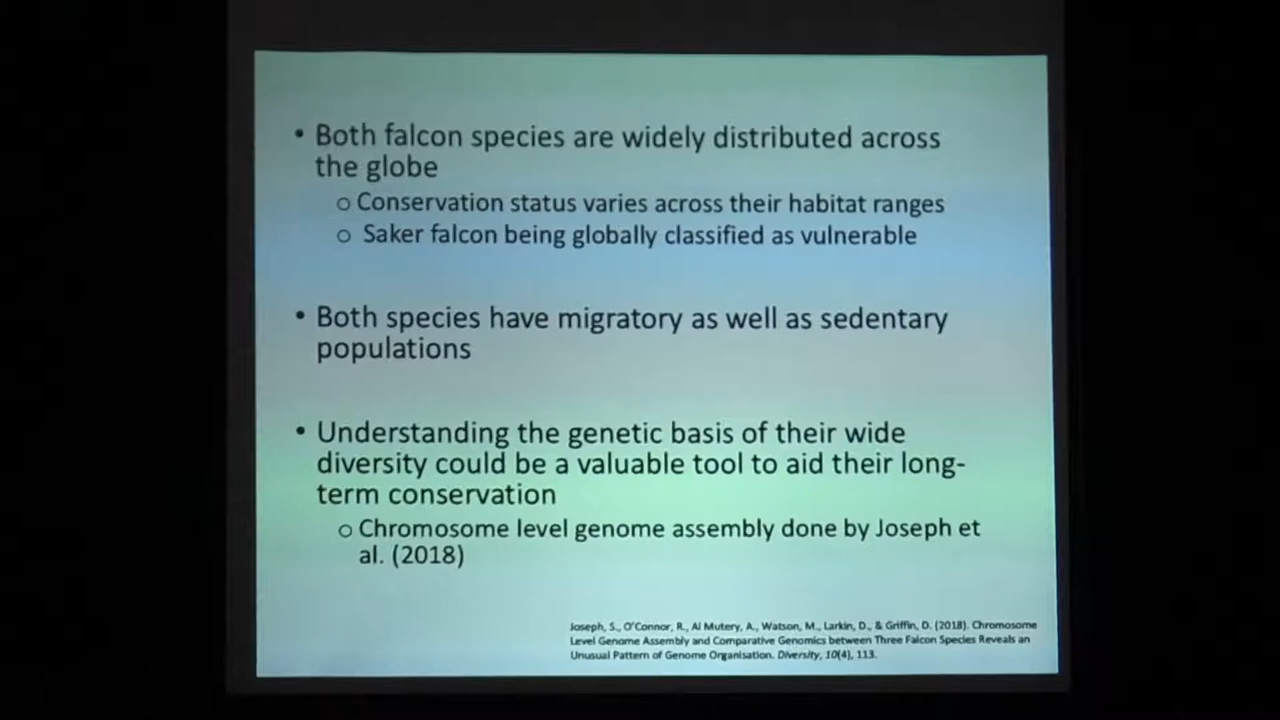 • Both falcon species are widely distributed across
the globe
o Conservation status varies across their habitat ranges
o Saker falcon being globally classified as vulnerable
• Both species have migratory as well as sedentary
populations
• Understanding the genetic basis of their wide
diversity could be a valuable tool to aid their long-
term conservation
o Chromosome level genome assembly done by Joseph et
al. (2018)
Joseph, S., O'Connor, R., Al Mutery, A., Watson, M., Larkin, D., & Griffin, D. (2018). Chromosome
Level Genome Assembly and Comparative Genomics between Three Falcon Species Reveals an
Unusual Pattern of Genome Organisation. Diversity, 10(4), 113.